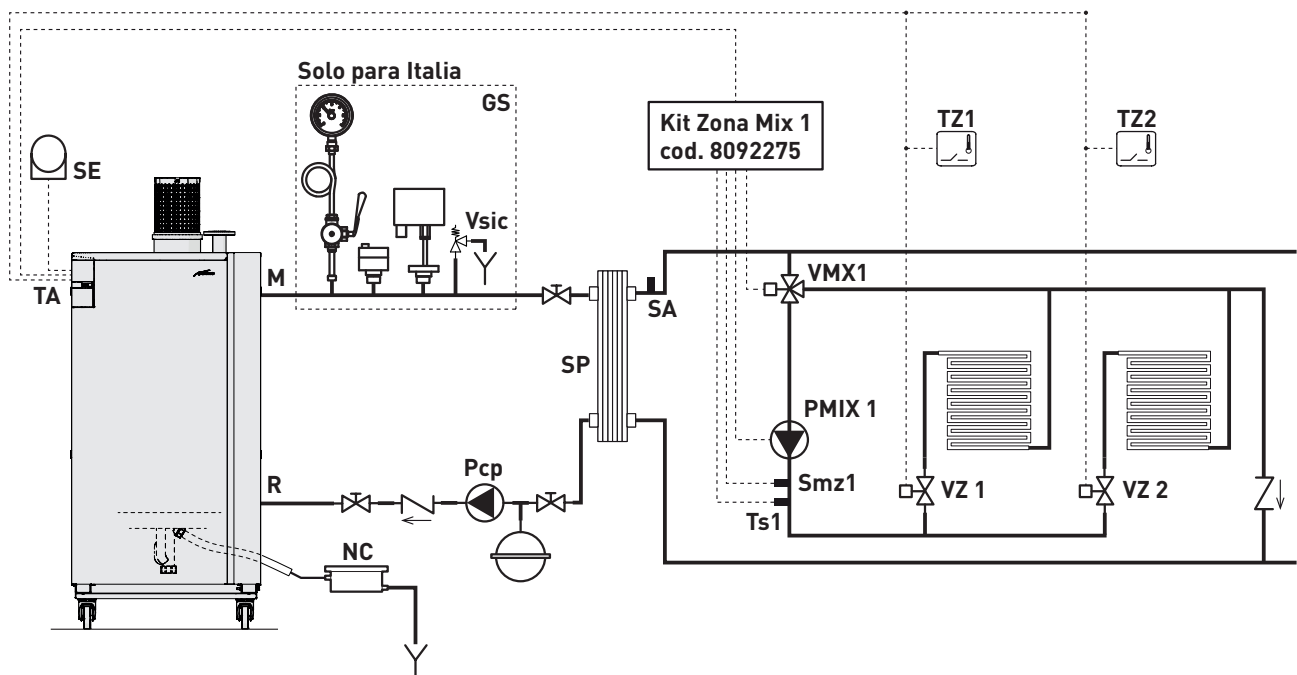 Solo para Italia
GS
Kit Zona Mix 1
cod. 8092275
TZ1
TZ2
SE
Vsic
M
VMX1
TA
SA
SP
PMIX 1
Pcp
R
Smz1
VZ 1
VZ 2
Ts1
NC